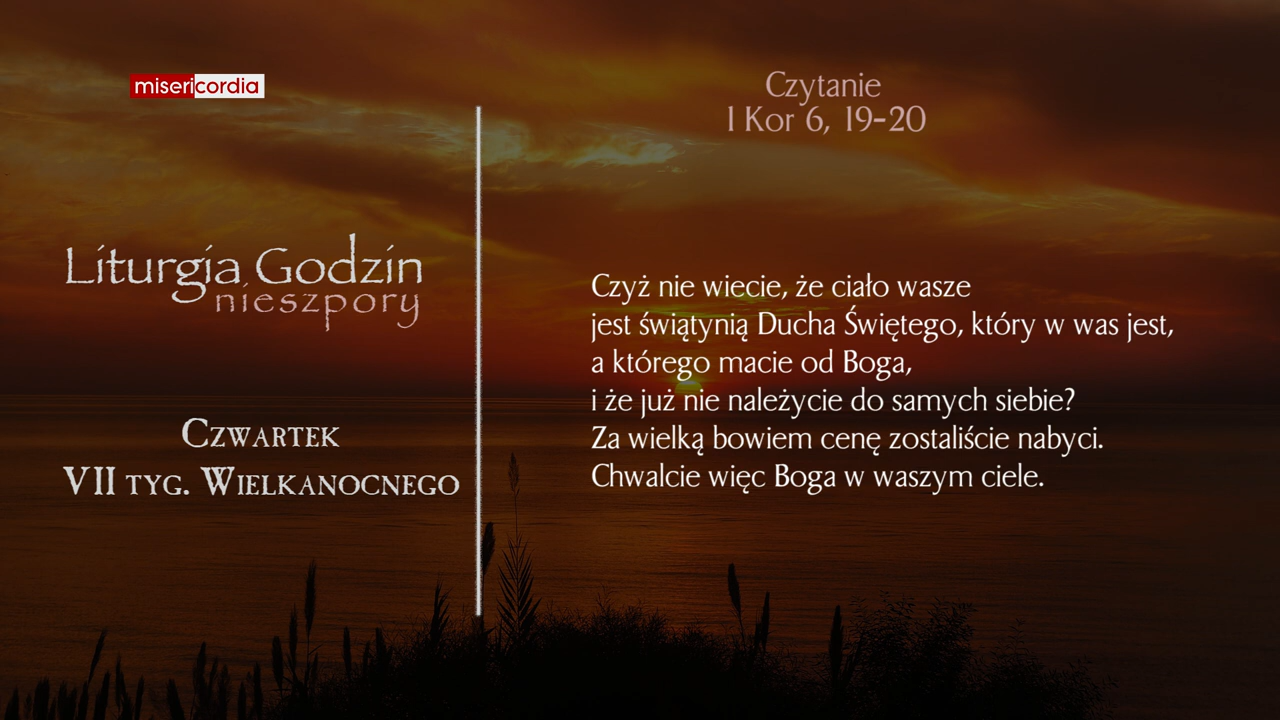 misericordia
Liturgia Godzin
nieszpory
Czwartek
VII tyg. Wielkanocnego
Czytanie
1 Kor 6, 19-20
Czyż nie wiecie, że ciało wasze
jest świątynią Ducha Świętego, który w was jest,
a którego macie od Boga,
i że już nie należycie do samych siebie?
Za wielką bowiem cenę zostaliście nabyci.
Chwalcie więc Boga w waszym ciele.